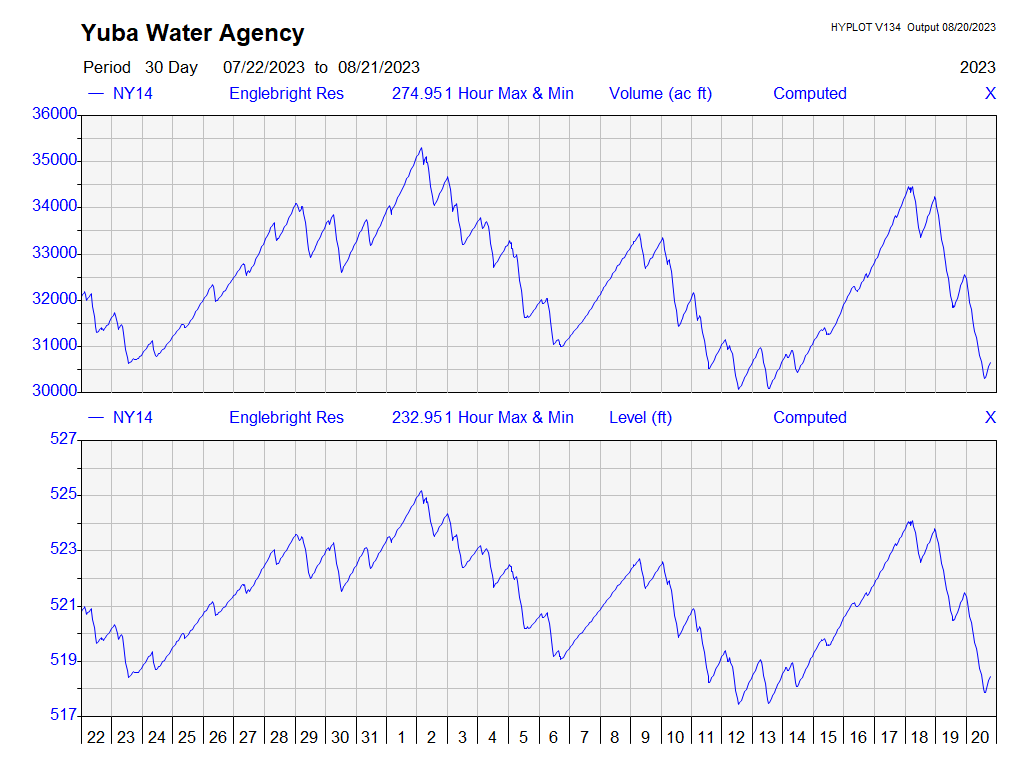 Yuba Water Agency
HYPLOT V134 Output 08/20/2023
Period 30 Day 07/22/2023 to 08/21/2023 2023
NY14 Englebright Res 274.951 Hour Max & Min Volume (ac ft) Computed X
36000
35000
34000
33000
32000
31000
30000
NY14 Englebright Res 232.951 Hour Max & Min Level (ft) Computed X
527
525
523
521
519
517
22 23 24 25 26 27 28 29 30 31 1 2 3 4 5 6 7 8 9 10 11 12 13 14 15 16 17 18 19 20